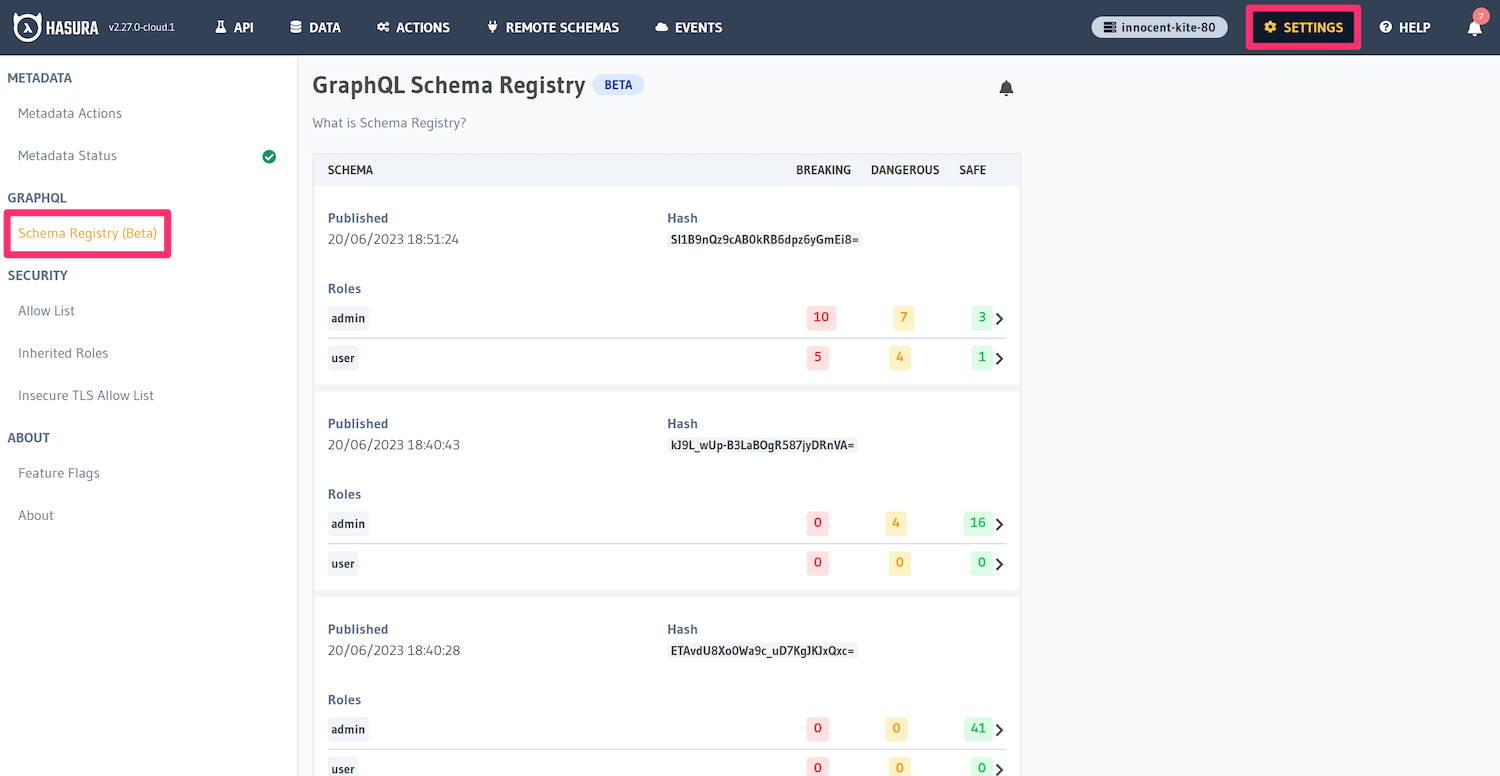 HASURA v2.27.0-cloud.1 API DATA ACTIONS REMOTE SCHEMAS EVENTS innocent-kite-80 SETTINGS HELP 7
METADATA
Metadata Actions
Metadata Status
GRAPHQL
Schema Registry (Beta)
SECURITY
Allow List
Inherited Roles
Insecure TLS Allow List
ABOUT
Feature Flags
About
GraphQL Schema Registry BETA
What is Schema Registry?
SCHEMA BREAKING DANGEROUS SAFE
Published Hash
20/06/2023 18:51:24 SI1B9nQz9cAB0kRB6dpz6yGmEi8=
Roles
admin 10 7 3
user 5 4 1
Published Hash
20/06/2023 18:40:43 kJ9L_wUp-B3LaBOgR587jyDRnVA=
Roles
admin 0 4 16
user 0 0 0
Published Hash
20/06/2023 18:40:28 ETAvdU8Xo0Wa9c_uD7KgJKJxQxc=
Roles
admin 0 0 41
user 0 0 0